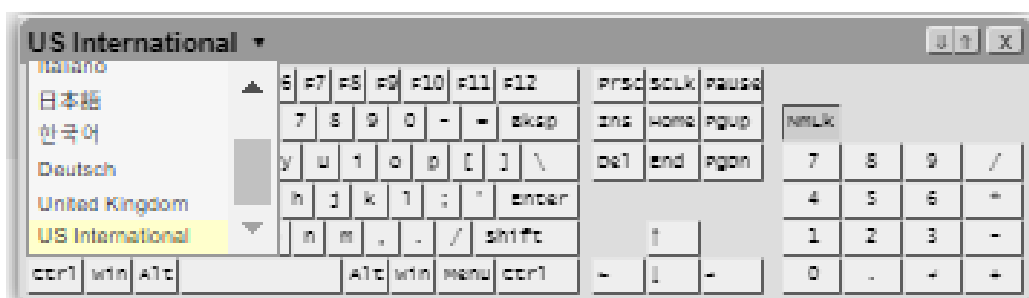 US International ▼ X
Italiano
日本語
한국어
Deutsch
United Kingdom
US International
6 F7 F8 F9 F10 F11 F12 PrSc SCLK Pause
7 8 9 0 - = Bksp Ins Home PgUp NmLk
y u i o p [ ] \ Del End PgDn 7 8 9 /
h j k l ; ' Enter 4 5 6 *
n m , . / Shift ↑ 1 2 3 -
Ctrl Win Alt Alt Win Menu Ctrl ← ↓ → 0 . +